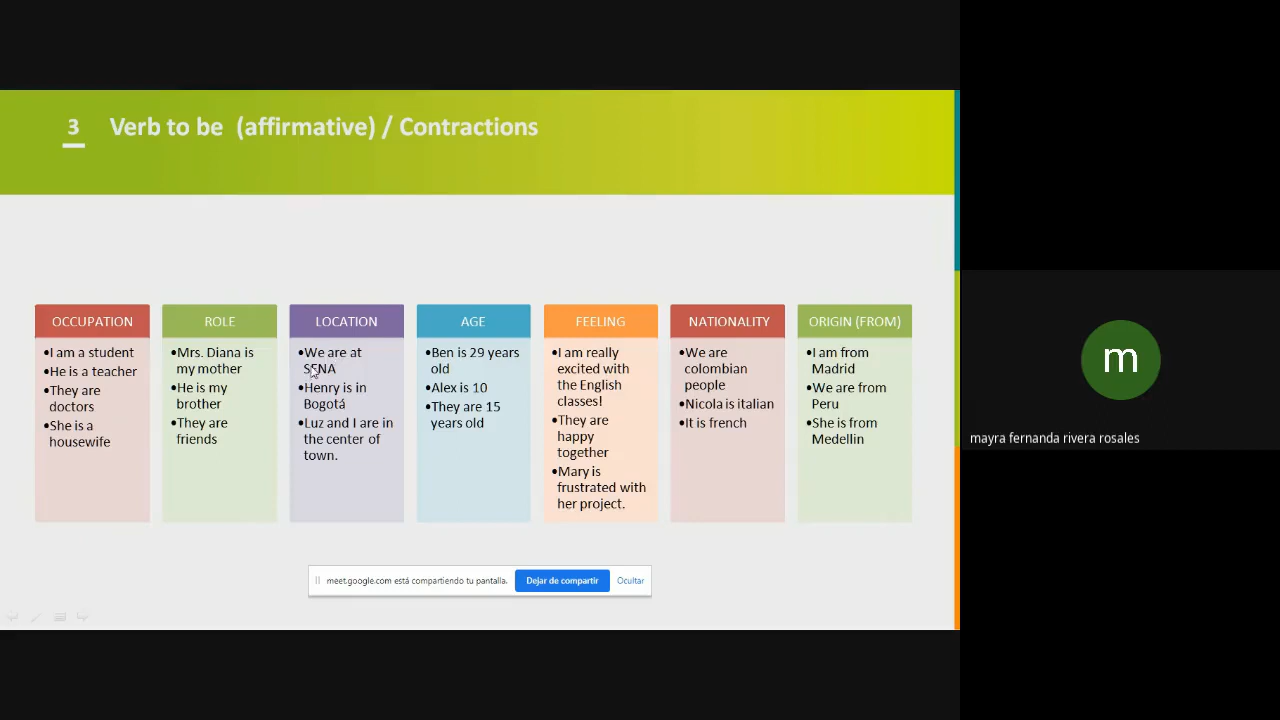 3 Verb to be (affirmative) / Contractions
OCCUPATION
•I am a student
•He is a teacher
•They are
doctors
•She is a
housewife
ROLE
•Mrs. Diana is
my mother
•He is my
brother
•They are
friends
LOCATION
•We are at
SENA
•Henry is in
Bogotá
•Luz and I are in
the center of
town.
AGE
•Ben is 29 years
old
•Alex is 10
•They are 15
years old
FEELING
•I am really
excited with
the English
classes!
•They are
happy
together
•Mary is
frustrated with
her project.
NATIONALITY
•We are
colombian
people
•Nicola is italian
•It is french
ORIGIN (FROM)
•I am from
Madrid
•We are from
Peru
•She is from
Medellin
meet.google.com está compartiendo tu pantalla. Dejar de compartir Ocultar
m
mayra fernanda rivera rosales